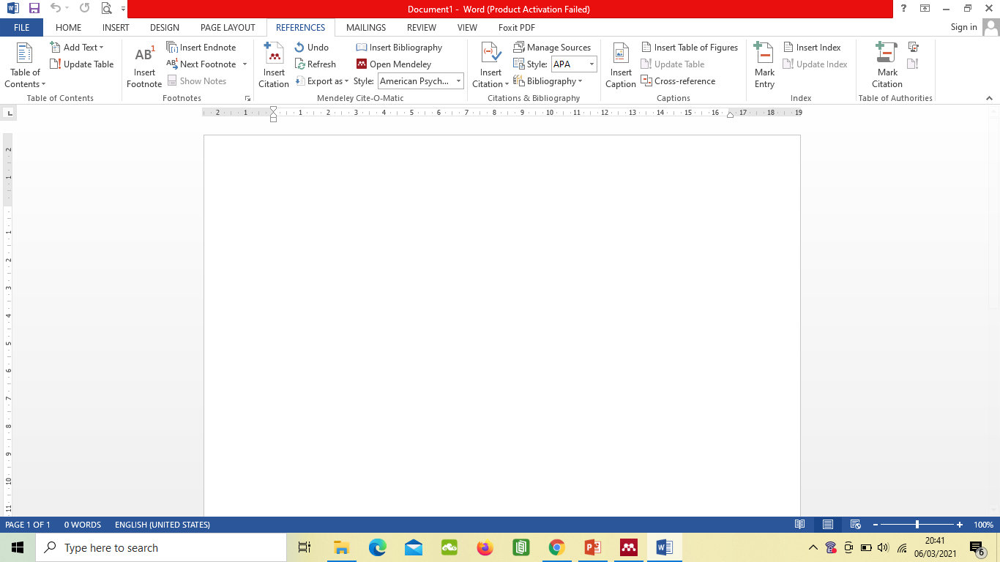 Document1 - Word (Product Activation Failed)
?
FILE HOME INSERT DESIGN PAGE LAYOUT REFERENCES MAILINGS REVIEW VIEW Foxit PDF Sign in
Table of Contents
Add Text
Update Table
Table of Contents
AB1
Insert Footnote
Insert Endnote
Next Footnote
Show Notes
Footnotes
Insert Citation
Undo
Refresh
Export as
Insert Bibliography
Open Mendeley
Style: American Psych...
Mendeley Cite-O-Matic
Insert Citation
Manage Sources
Style: APA
Bibliography
Citations & Bibliography
Insert Caption
Insert Table of Figures
Update Table
Cross-reference
Captions
Mark Entry
Insert Index
Update Index
Index
Mark Citation
Table of Authorities
2 1 1 2 3 4 5 6 7 8 9 10 11 12 13 14 15 16 17 18 19
2
1
1
2
3
4
5
6
7
8
9
10
11
PAGE 1 OF 1 0 WORDS ENGLISH (UNITED STATES) 100%
Type here to search
20:41
06/03/2021
6